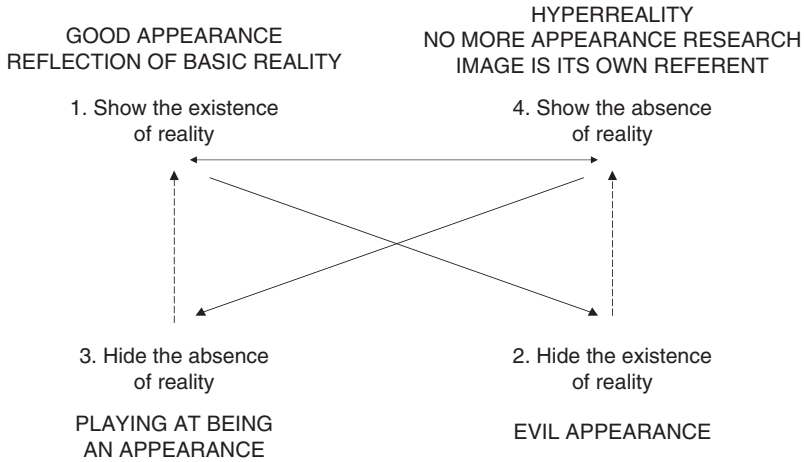 GOOD APPEARANCE
REFLECTION OF BASIC REALITY
1. Show the existence
of reality
HYPERREALITY
NO MORE APPEARANCE RESEARCH
IMAGE IS ITS OWN REFERENT
4. Show the absence
of reality
3. Hide the absence
of reality
PLAYING AT BEING
AN APPEARANCE
2. Hide the existence
of reality
EVIL APPEARANCE